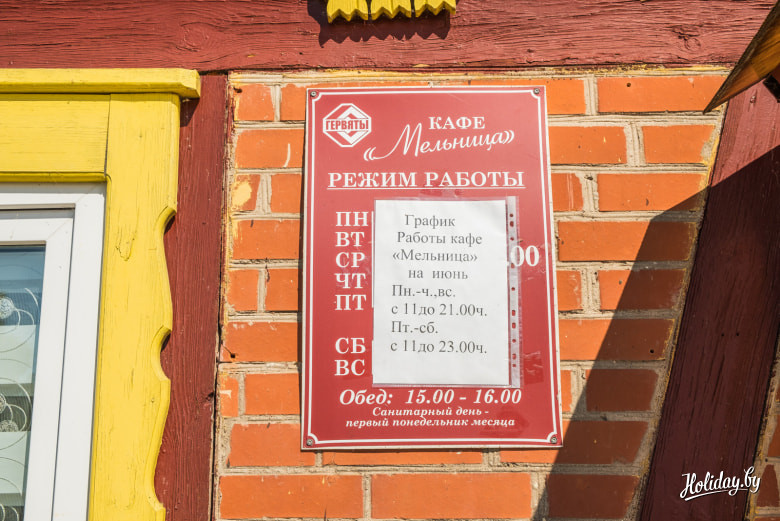 ГЕРВЯТЫ
КАФЕ
«Мельница»
РЕЖИМ РАБОТЫ
ПН
ВТ
СР
ЧТ
ПТ
СБ
ВС
00
График
Работы кафе
«Мельница»
на июнь
Пн.-ч.,вс.
с 11до 21.00ч.
Пт.-сб.
с 11до 23.00ч.
Обед: 15.00 - 16.00
Санитарный день -
первый понедельник месяца
Holiday.by